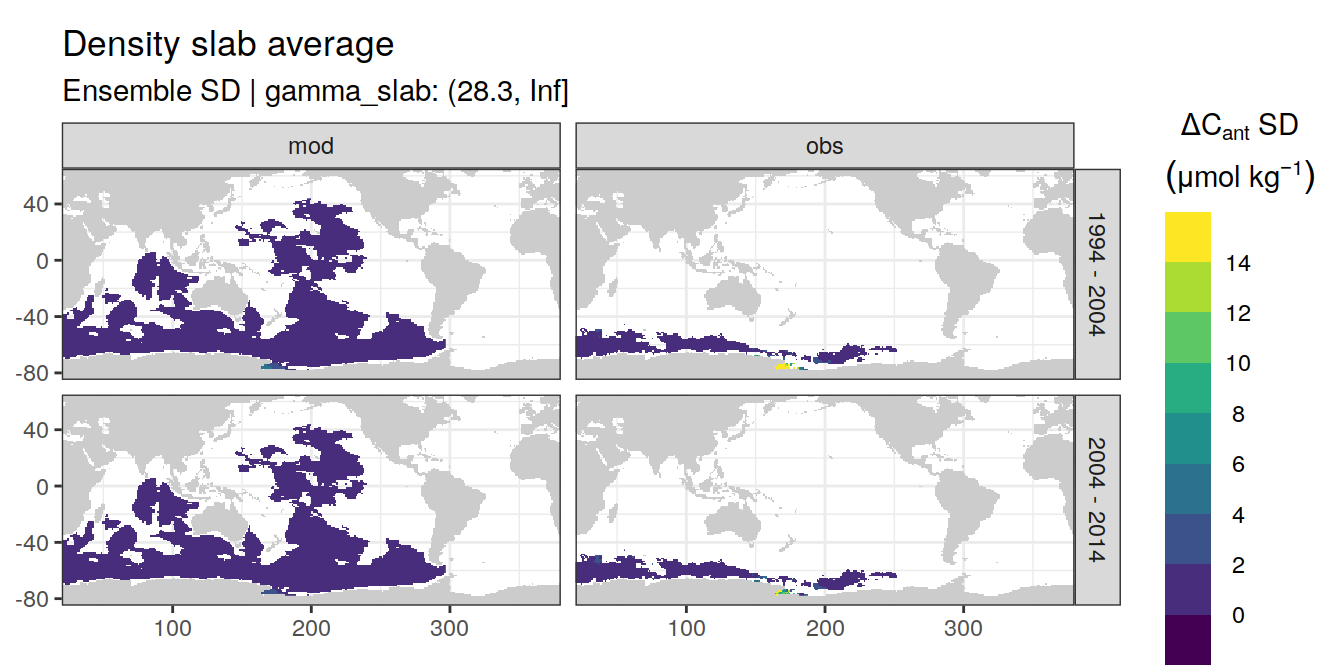 Density slab average
Ensemble SD | gamma_slab: (28.3, Inf]
mod
obs
ΔCant SD
(μmol kg⁻¹)
40
0
-40
-80
1994 - 2004
40
0
-40
-80
2004 - 2014
100
200
300
100
200
300
14
12
10
8
6
4
2
0